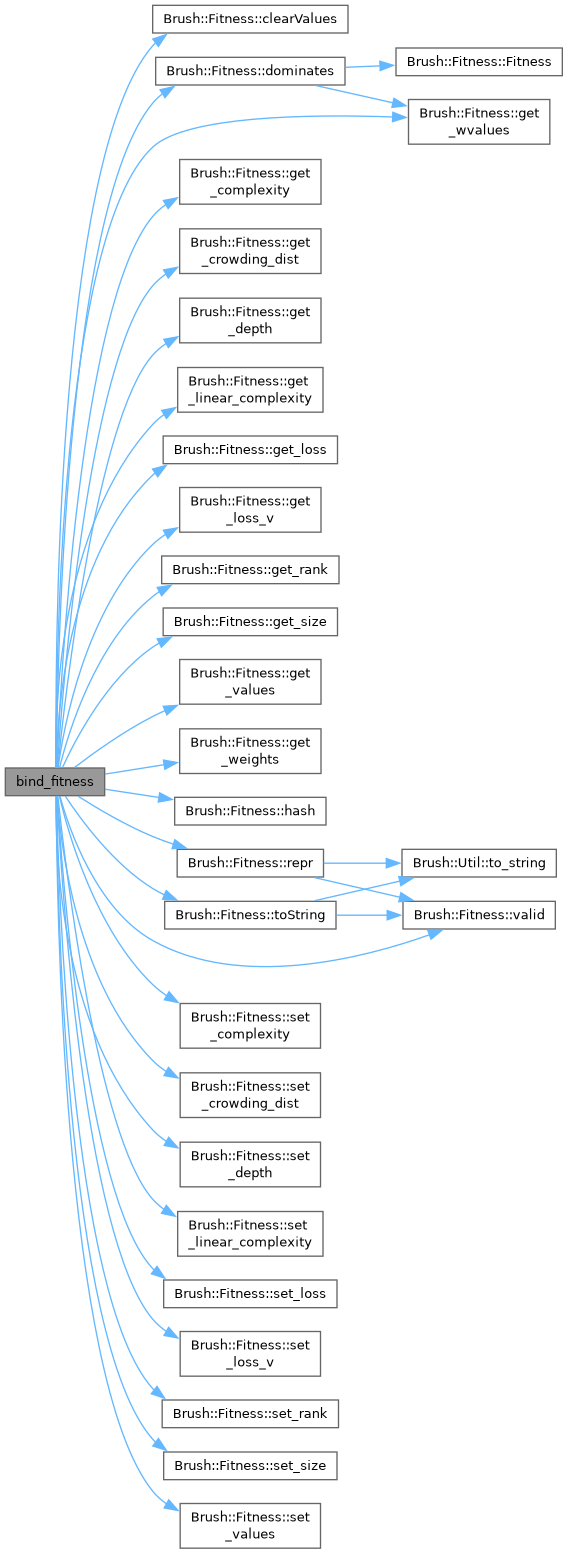 Brush::Fitness::clearValues
Brush::Fitness::dominates
Brush::Fitness::Fitness
Brush::Fitness::get
_wvalues
Brush::Fitness::get
_complexity
Brush::Fitness::get
_crowding_dist
Brush::Fitness::get
_depth
Brush::Fitness::get
_linear_complexity
Brush::Fitness::get_loss
Brush::Fitness::get
_loss_v
Brush::Fitness::get_rank
Brush::Fitness::get_size
Brush::Fitness::get
_values
Brush::Fitness::get
_weights
bind_fitness
Brush::Fitness::hash
Brush::Fitness::repr
Brush::Util::to_string
Brush::Fitness::toString
Brush::Fitness::valid
Brush::Fitness::set
_complexity
Brush::Fitness::set
_crowding_dist
Brush::Fitness::set
_depth
Brush::Fitness::set
_linear_complexity
Brush::Fitness::set_loss
Brush::Fitness::set
_loss_v
Brush::Fitness::set_rank
Brush::Fitness::set_size
Brush::Fitness::set
_values